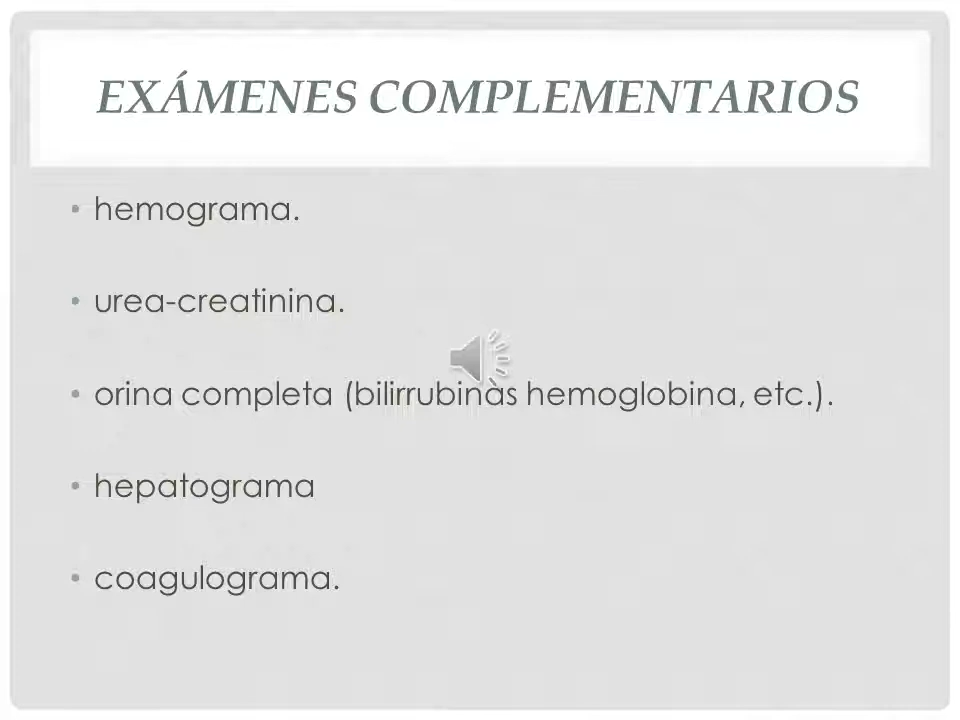 EXÁMENES COMPLEMENTARIOS
• hemograma.
• urea-creatinina.
• orina completa (bilirrubinas hemoglobina, etc.).
• hepatograma
• coagulograma.